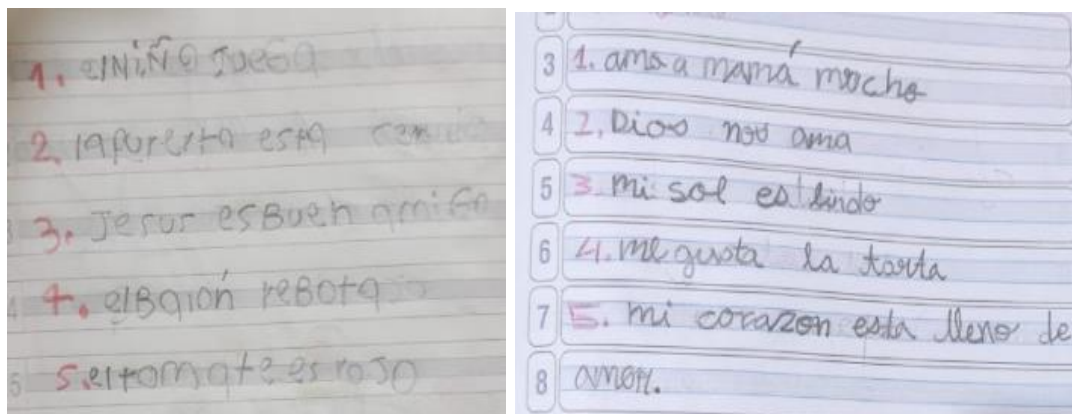 1. elNiÑO JUEGA
2. lapuerta esta
3. Jesus esBuen amiGo
4. elBalón reBota
5. eltomate es roJo
3 1. amo a mamá mucho
4 2. Dios nos ama
5 3. mi sol es lindo
6 4. me gusta la torta
7 5. mi corazon esta lleno de
8 amor.